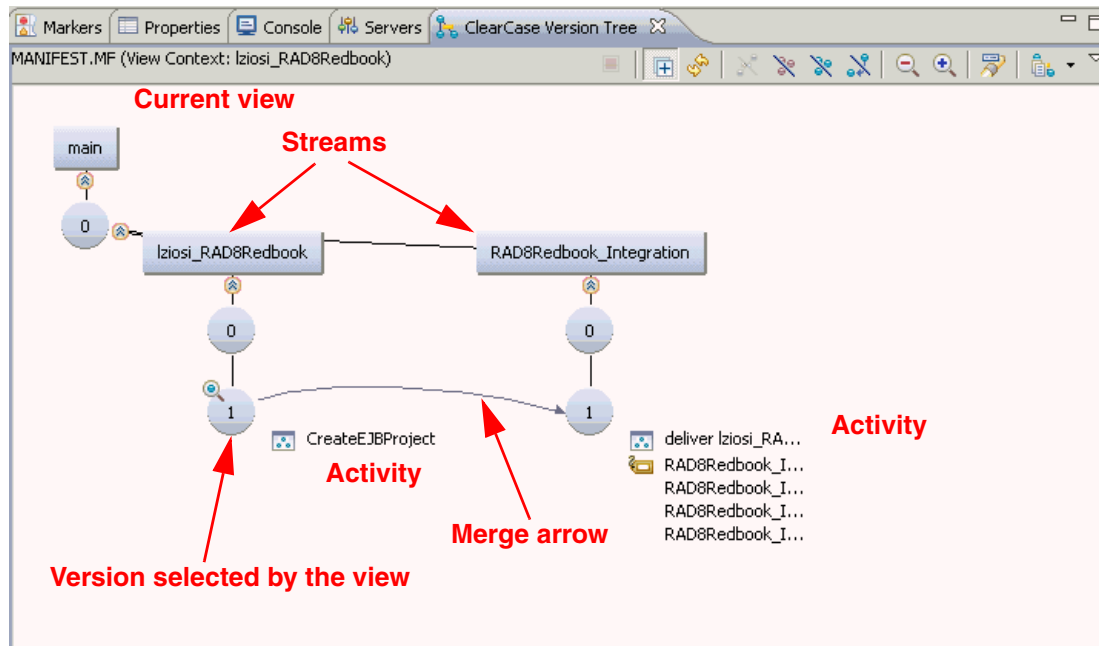 Markers Properties Console Servers ClearCase Version Tree
MANIFEST.MF (View Context: lziosi_RAD8Redbook)
Current view
main
Streams
0
lziosi_RAD8Redbook RAD8Redbook_Integration
0 0
1 1
CreateEJBProject
Activity
deliver lziosi_RA...
Activity
RAD8Redbook_I...
RAD8Redbook_I...
RAD8Redbook_I...
RAD8Redbook_I...
Merge arrow
Version selected by the view